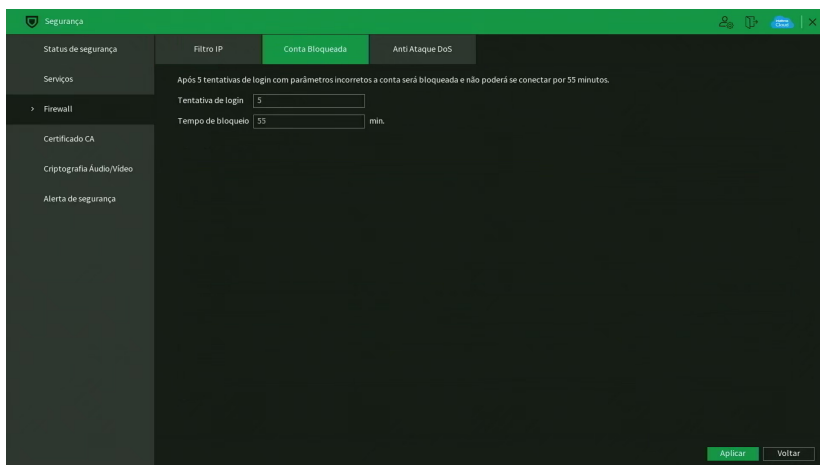 Segurança
Cloud
Status de segurança
Serviços
> Firewall
Certificado CA
Criptografia Áudio/Vídeo
Alerta de segurança
Filtro IP
Conta Bloqueada
Anti Ataque DoS
Após 5 tentativas de login com parâmetros incorretos a conta será bloqueada e não poderá se conectar por 55 minutos.
Tentativa de login 5
Tempo de bloqueio 55 min.
Aplicar
Voltar